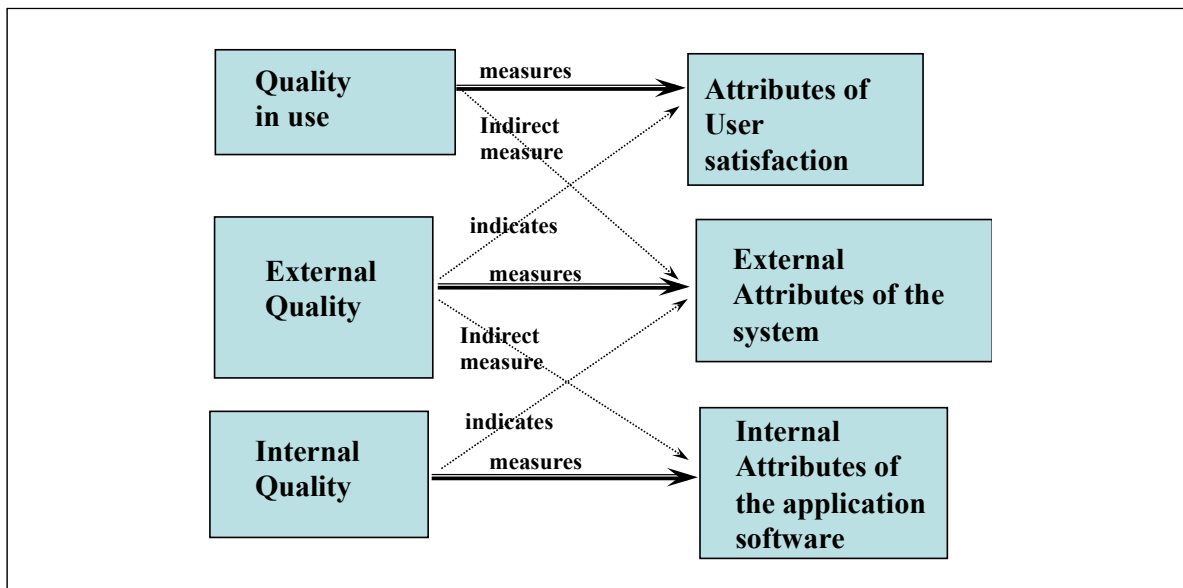 Quality
in use
measures
Attributes of
User
satisfaction
Indirect
measure
indicates
External
Quality
measures
External
Attributes of the
system
Indirect
measure
indicates
Internal
Quality
measures
Internal
Attributes of
the application
software